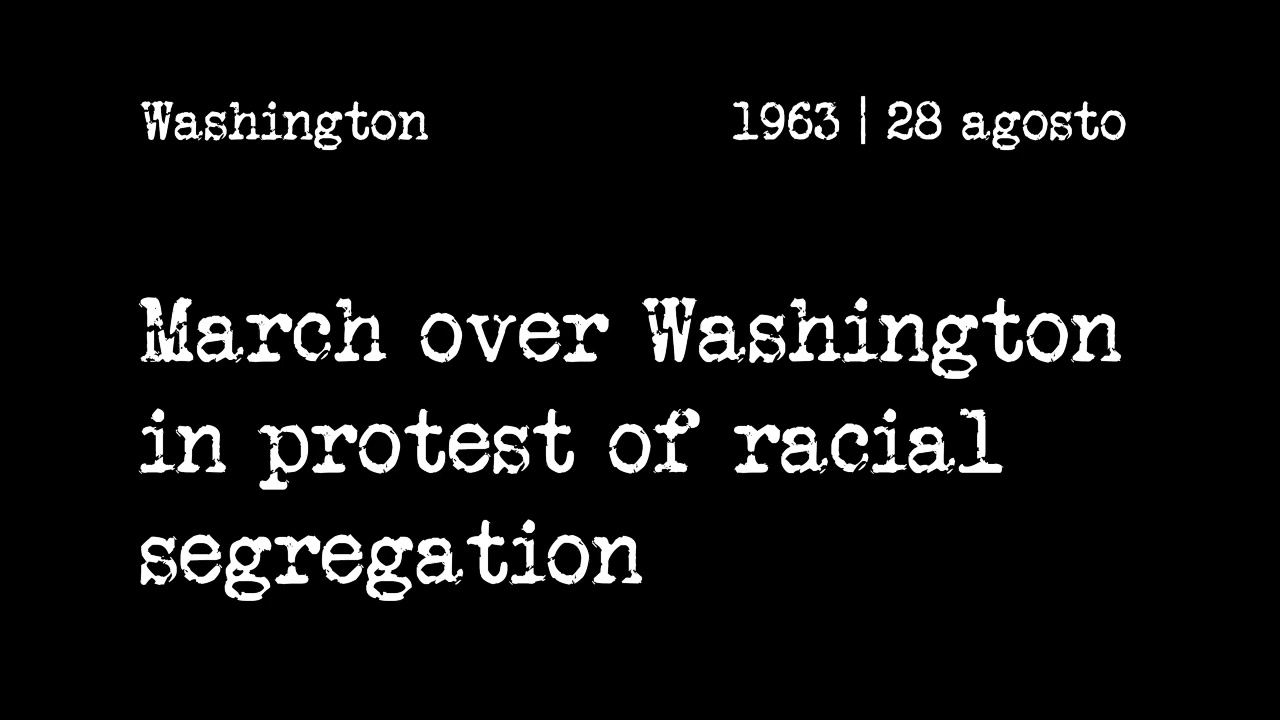 Washington
1963 | 28 agosto
March over Washington
in protest of racial
segregation